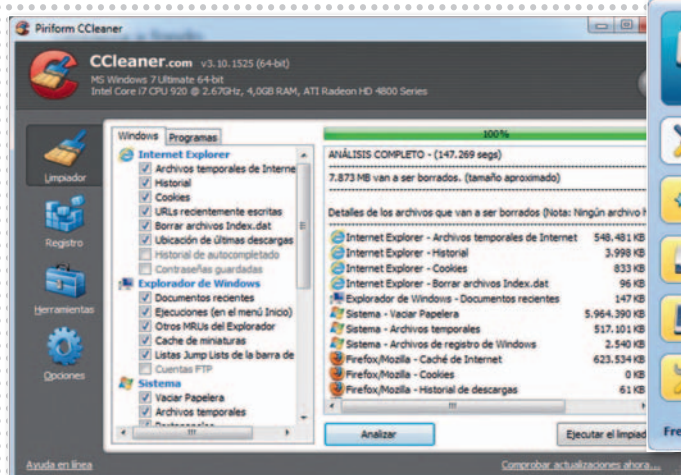 Piriform CCleaner
CCleaner.com v3.10.1525 (64-bit)
MS Windows 7 Ultimate 64-bit
Intel Core i7 CPU 920 @ 2.67GHz, 4,0GB RAM, ATI Radeon HD 4800 Series
Limpiador
Registro
Herramientas
Opciones
Windows
Programas
Internet Explorer
Archivos temporales de Interne
Historial
Cookies
URLs recientemente escritas
Borrar archivos Index.dat
Ubicación de últimas descargas
Historial de autocompletado
Contraseñas guardadas
Explorador de Windows
Documentos recientes
Ejecuciones (en el menú Inicio)
Otros MRUs del Explorador
Cache de miniaturas
Listas Jump Lists de la barra de
Cuentas FTP
Sistema
Vaciar Papelera
Archivos temporales
100%
ANÁLISIS COMPLETO - (147.269 segs)
7.873 MB van a ser borrados. (tamaño aproximado)
Detalles de los archivos que van a ser borrados (Nota: Ningún archivo h
Internet Explorer - Archivos temporales de Internet 548.481 KB
Internet Explorer - Historial 3.998 KB
Internet Explorer - Cookies 833 KB
Internet Explorer - Borrar archivos Index.dat 96 KB
Explorador de Windows - Documentos recientes 147 KB
Sistema - Vaciar Papelera 5.964.390 KB
Sistema - Archivos temporales 517.101 KB
Sistema - Archivos de registro de Windows 2.540 KB
Firefox/Mozilla - Caché de Internet 623.534 KB
Firefox/Mozilla - Cookies 0 KB
Firefox/Mozilla - Historial de descargas 61 KB
Analizar
Ejecutar el limpiad
Ayuda en línea
Comprobar actualizaciones ahora...
Fre